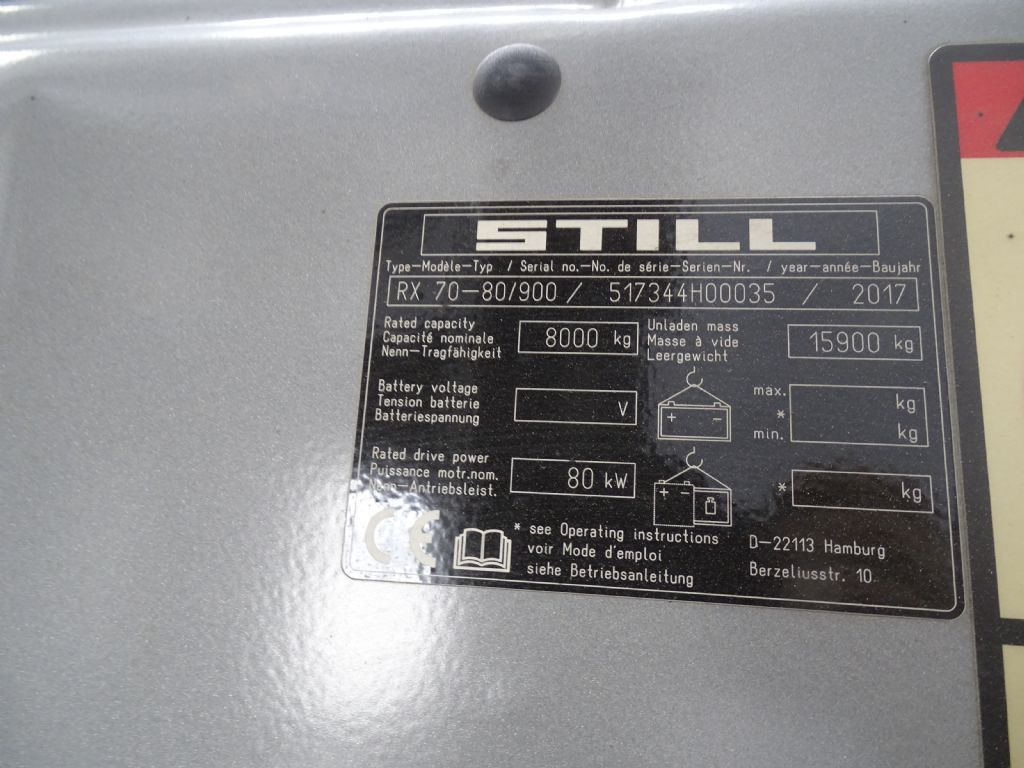 STILL
Type–Modèle–Typ / Serial no.–No. de série–Serien–Nr. / year–année–Baujahr
RX 70–80/900 / 517344H00035 / 2017
Rated capacity
Capacité nominale
Nenn–Tragfähigkeit
8000 kg
Unladen mass
Masse à vide
Leergewicht
15900 kg
Battery voltage
Tension batterie
Batteriespannung
V
+ –
max.
*
min.
kg
kg
Rated drive power
Puissance motr.nom.
Nenn–Antriebsleist.
80 kW
+ –
*
kg
CE
* see Operating instructions
voir Mode d'emploi
siehe Betriebsanleitung
D–22113 Hamburg
Berzeliusstr. 10